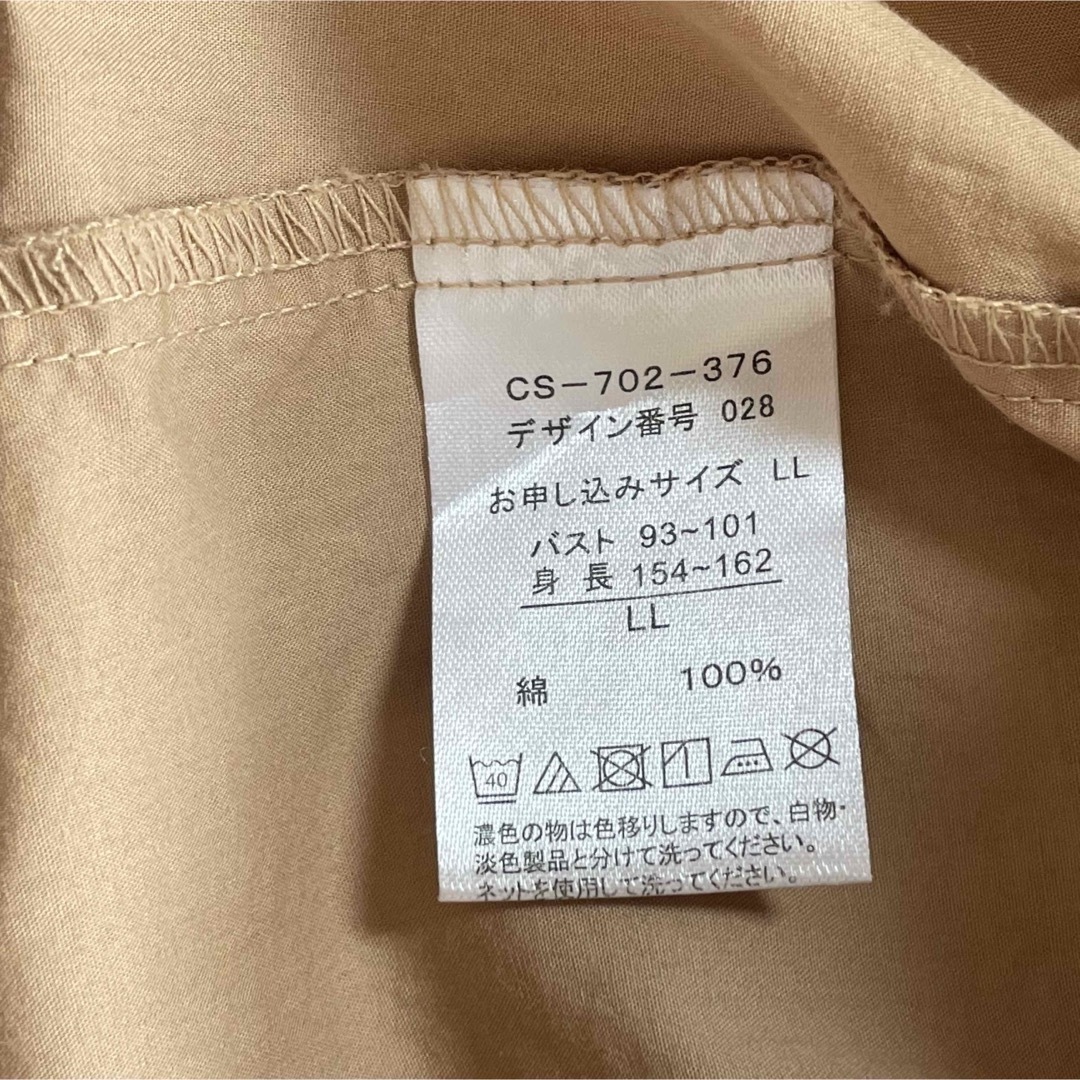 CS-702-376
デザイン番号 028
お申し込みサイズ LL
バスト 93~101
身 長 154~162
LL
綿 100%
40
濃色の物は色移りしますので、白物・
淡色製品と分けて洗ってください。
ネットを使用して洗ってください。